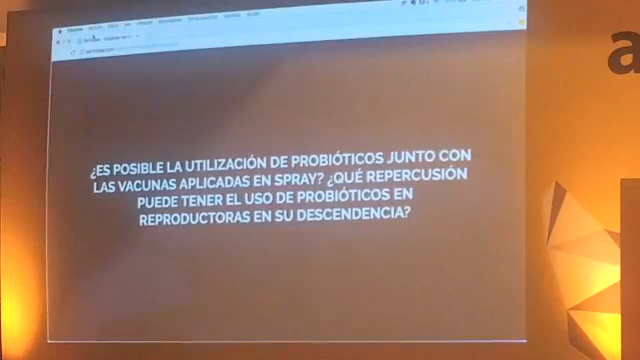 ¿ES POSIBLE LA UTILIZACIÓN DE PROBIÓTICOS JUNTO CON
LAS VACUNAS APLICADAS EN SPRAY? ¿QUÉ REPERCUSIÓN
PUEDE TENER EL USO DE PROBIÓTICOS EN
REPRODUCTORAS EN SU DESCENDENCIA?
a